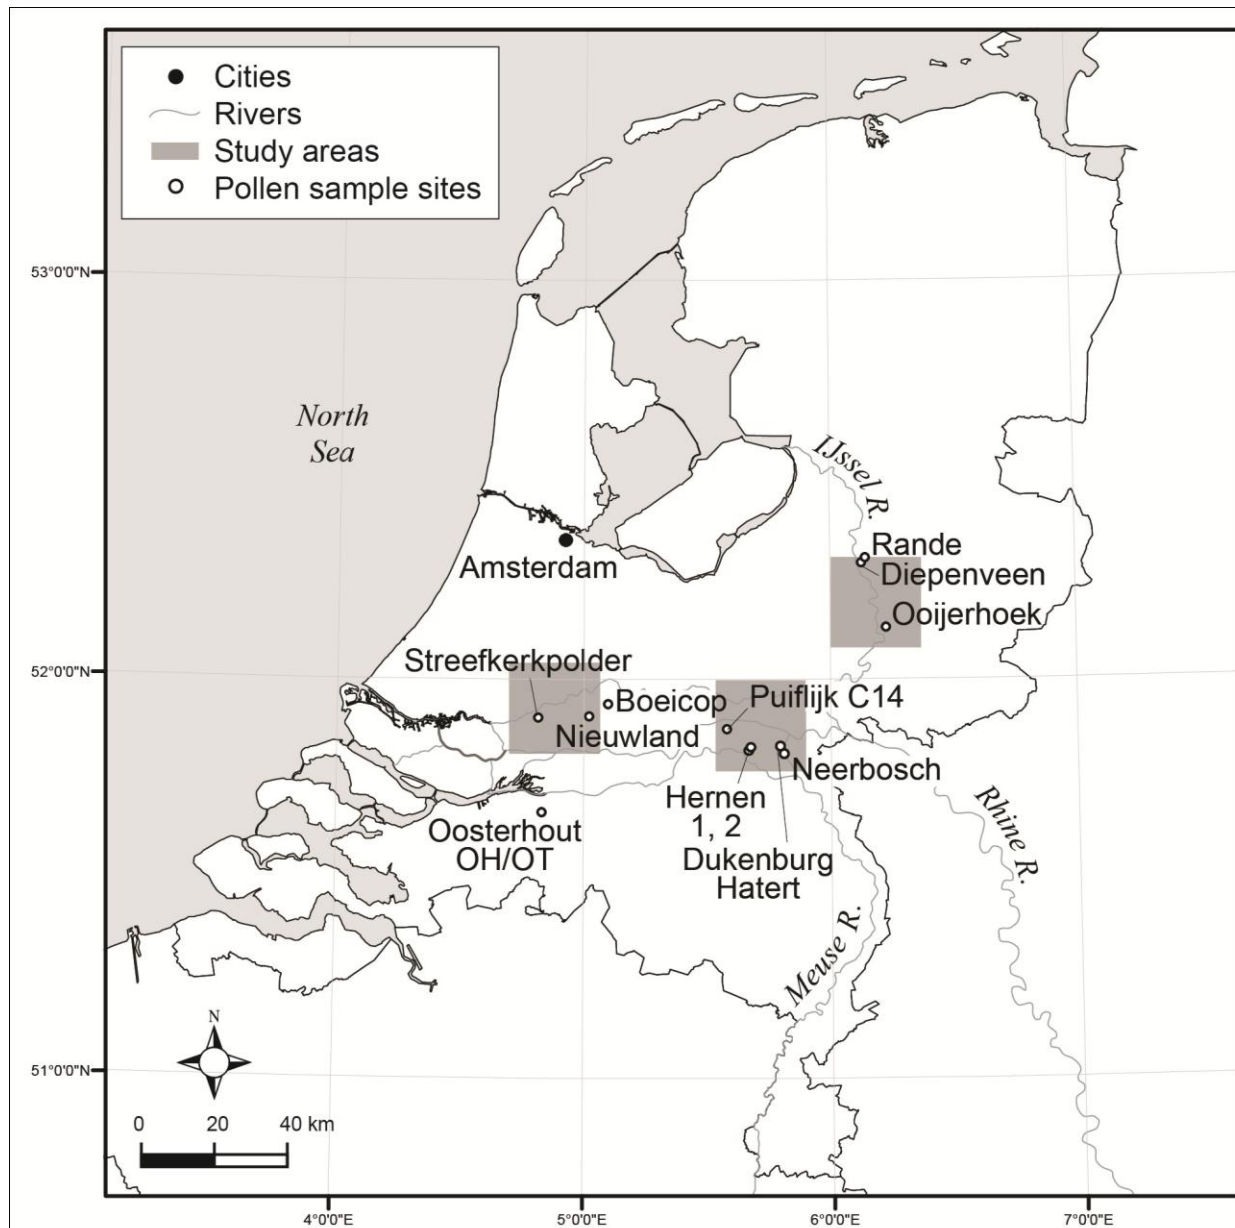 Cities
Rivers
Study areas
Pollen sample sites
53°0'0"N
North
Sea
IJssel R.
Rande
Diepenveen
Amsterdam
Ooijerhoek
52°0'0"N
Streefkerkpolder
Boeicop
Puiflijk C14
Nieuwland
Neerbosch
Hernen
1, 2
Rhine R.
Oosterhout
OH/OT
Dukenburg
Hatert
Meuse R.
N
51°0'0"N
0 20 40 km
4°0'0"E 5°0'0"E 6°0'0"E 7°0'0"E